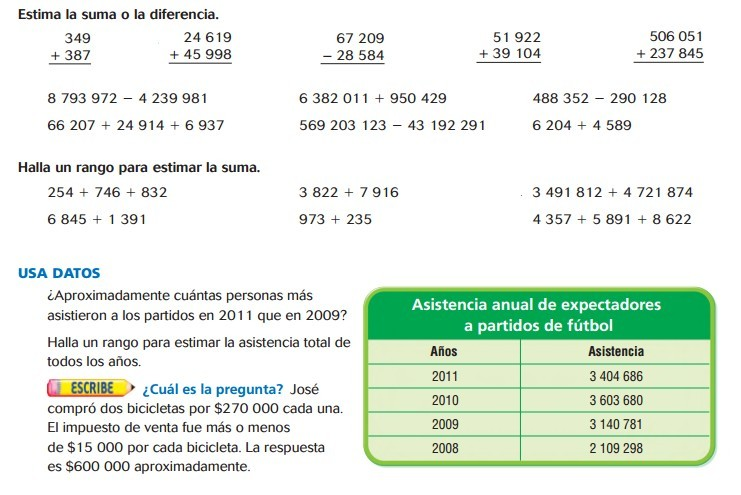 Estima la suma o la diferencia.
349 24 619 67 209 51 922 506 051
+ 387 + 45 998 − 28 584 + 39 104 + 237 845
8 793 972 − 4 239 981 6 382 011 + 950 429 488 352 − 290 128
66 207 + 24 914 + 6 937 569 203 123 − 43 192 291 6 204 + 4 589
Halla un rango para estimar la suma.
254 + 746 + 832 3 822 + 7 916 3 491 812 + 4 721 874
6 845 + 1 391 973 + 235 4 357 + 5 891 + 8 622
USA DATOS
¿Aproximadamente cuántas personas más
asistieron a los partidos en 2011 que en 2009?
Halla un rango para estimar la asistencia total de
todos los años.
ESCRIBE ¿Cuál es la pregunta? José
compró dos bicicletas por $270 000 cada una.
El impuesto de venta fue más o menos
de $15 000 por cada bicicleta. La respuesta
es $600 000 aproximadamente.
Asistencia anual de expectadores
a partidos de fútbol
Años Asistencia
2011 3 404 686
2010 3 603 680
2009 3 140 781
2008 2 109 298